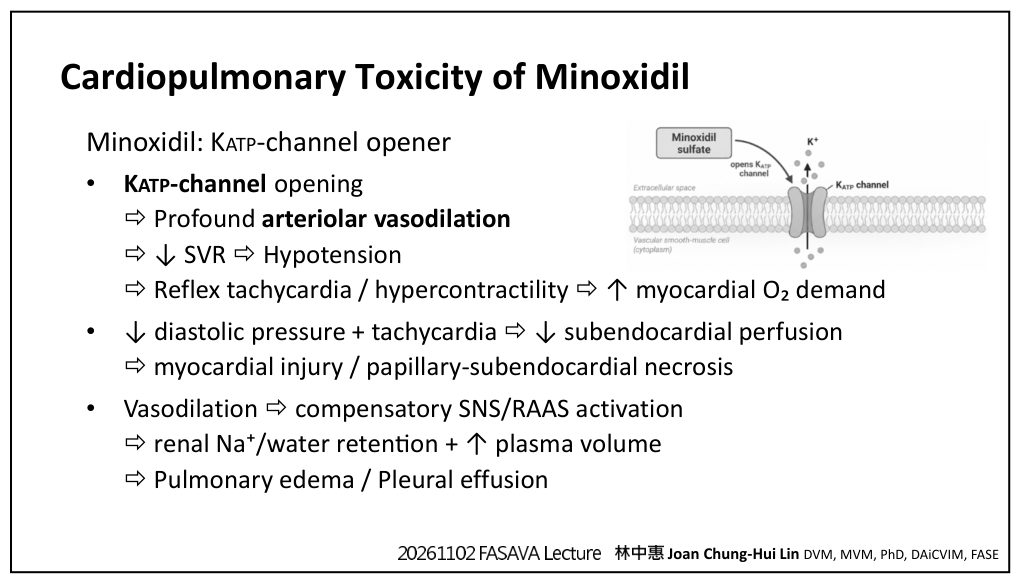 Cardiopulmonary Toxicity of Minoxidil
Minoxidil: KATP-channel opener
• KATP-channel opening
⇨ Profound arteriolar vasodilation
⇨ ↓ SVR ⇨ Hypotension
⇨ Reflex tachycardia / hypercontractility ⇨ ↑ myocardial O₂ demand
• ↓ diastolic pressure + tachycardia ⇨ ↓ subendocardial perfusion
⇨ myocardial injury / papillary-subendocardial necrosis
• Vasodilation ⇨ compensatory SNS/RAAS activation
⇨ renal Na⁺/water retention + ↑ plasma volume
⇨ Pulmonary edema / Pleural effusion
Minoxidil
sulfate
opens KATP
channel
K⁺
KATP channel
Extracellular space
Vascular smooth-muscle cell
(cytoplasm)
20261102 FASAVA Lecture 林中惠 Joan Chung-Hui Lin DVM, MVM, PhD, DAiCVIM, FASE